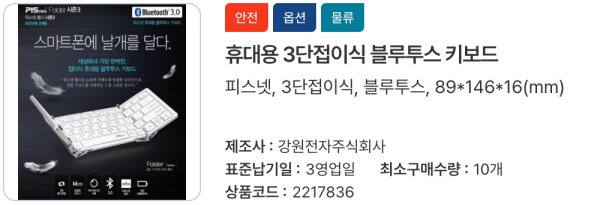 PISnet Folder 시즌3
Bluetooth® 3.0
스마트폰에 날개를 달다.
세상에서 가장 완벽한,
접이식 휴대용 블루투스 키보드
Folder
안전 옵션 물류
휴대용 3단접이식 블루투스 키보드
피스넷, 3단접이식, 블루투스, 89*146*16(mm)
제조사 : 강원전자주식회사
표준납기일 : 3영업일 최소구매수량 : 10개
상품코드 : 2217836